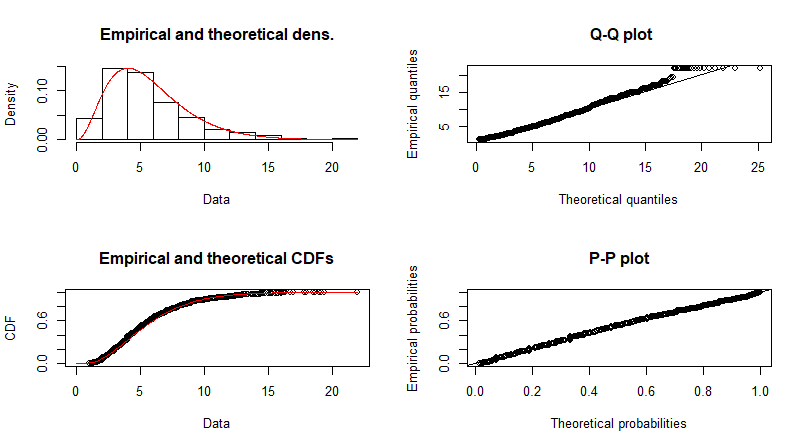 Empirical and theoretical dens.
Density
0.00 0.10
0 5 10 15 20
Data
Q-Q plot
Empirical quantiles
5 15
0 5 10 15 20 25
Theoretical quantiles
Empirical and theoretical CDFs
CDF
0.0 0.6
0 5 10 15 20
Data
P-P plot
Empirical probabilities
0.0 0.6
0.0 0.2 0.4 0.6 0.8 1.0
Theoretical probabilities